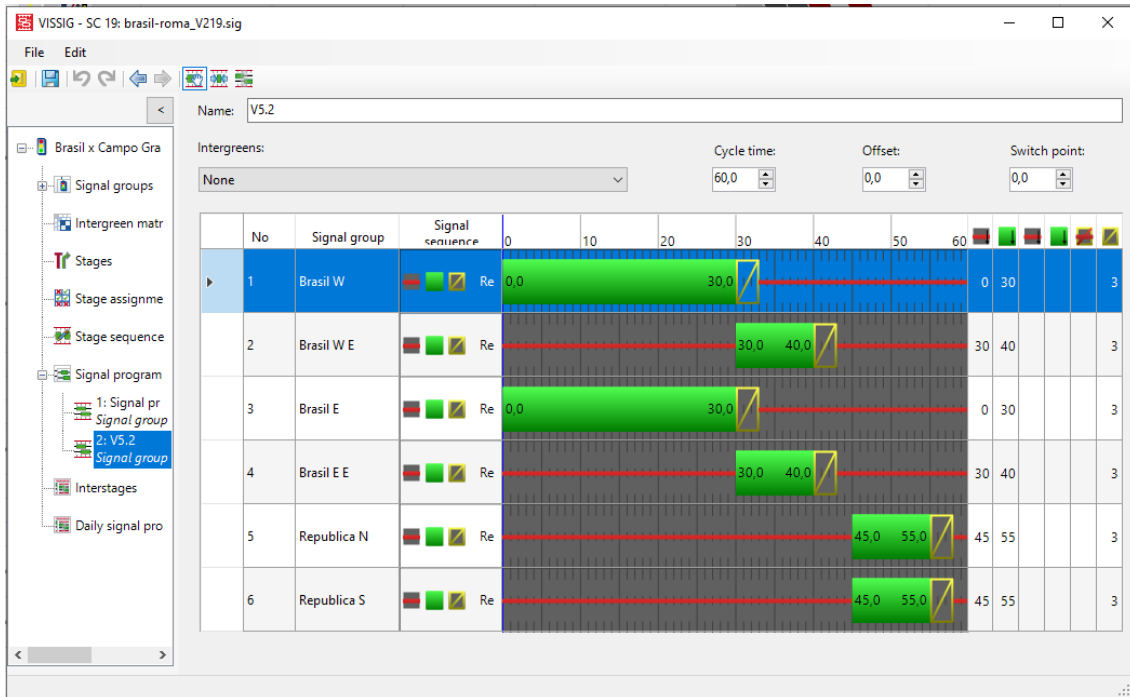 VISSIG - SC 19: brasil-roma_V219.sig
File Edit
<
Name: V5.2
Brasil x Campo Gra
Intergreens:
Cycle time:
Offset:
Switch point:
None
60,0
0,0
0,0
Signal groups
Intergreen matr
Stages
Stage assignme
Stage sequence
Signal program
1: Signal pr
Signal group
2: V5.2
Signal group
Interstages
Daily signal pro
No Signal group Signal sequence 0 10 20 30 40 50 60
1 Brasil W Re 0,0 30,0 0 30 3
2 Brasil W E Re 30,0 40,0 30 40 3
3 Brasil E Re 0,0 30,0 0 30 3
4 Brasil E E Re 30,0 40,0 30 40 3
5 Republica N Re 45,0 55,0 45 55 3
6 Republica S Re 45,0 55,0 45 55 3
< >